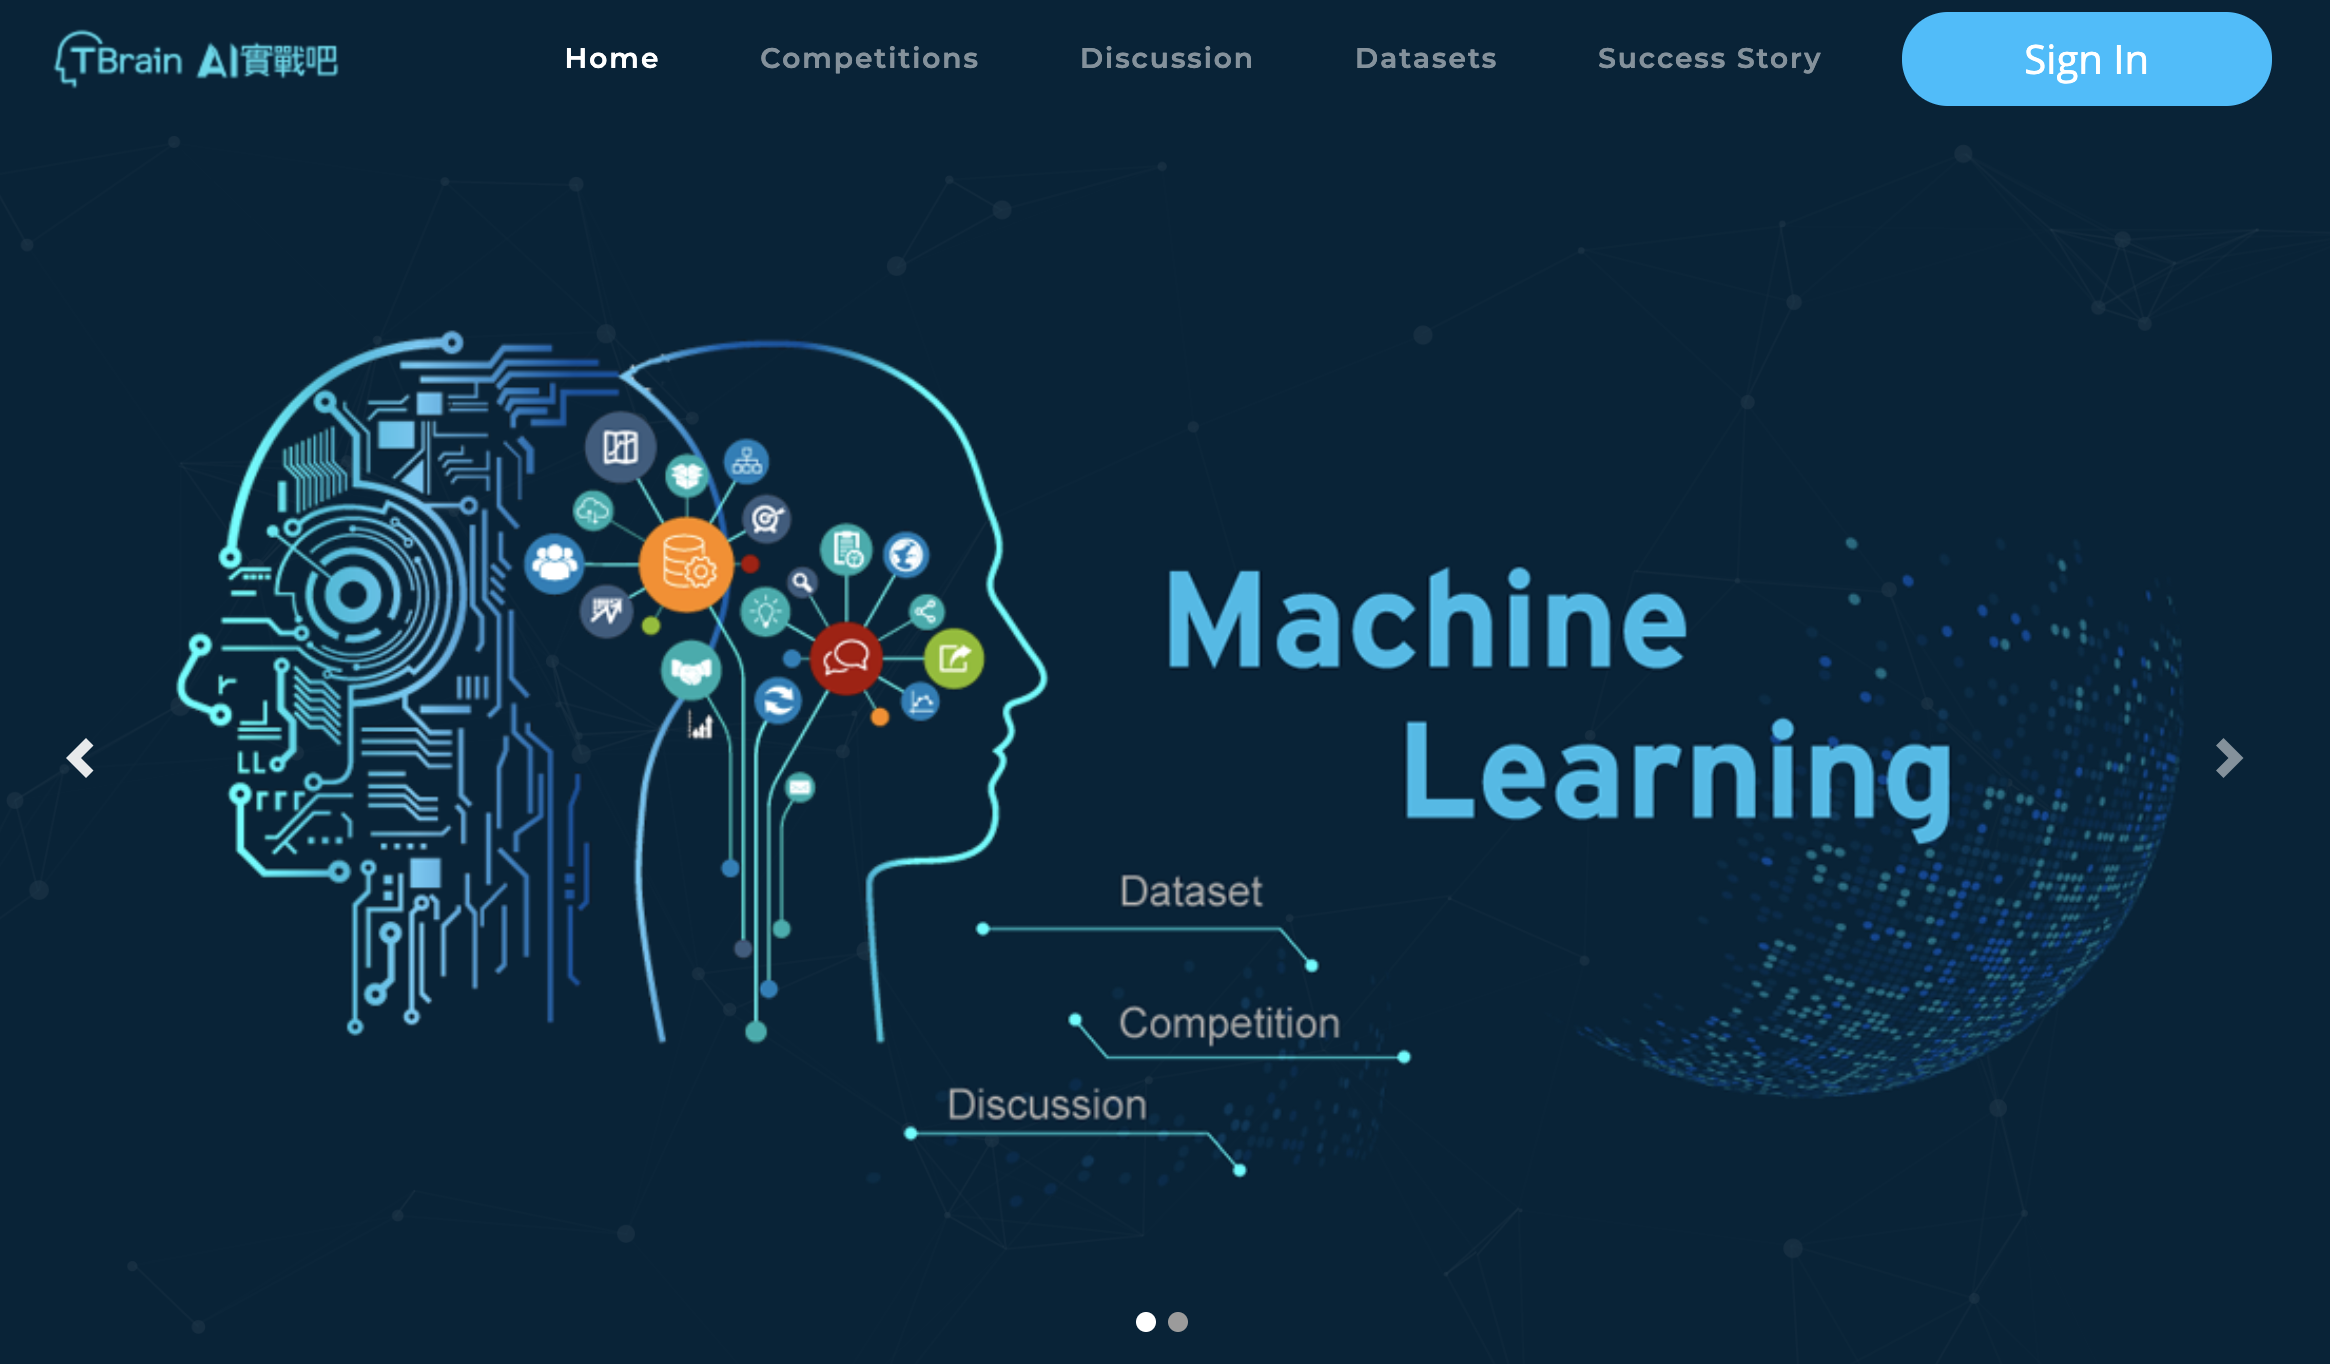 TBrain AI實戰吧
Home
Competitions
Discussion
Datasets
Success Story
Sign In
Machine
Learning
Dataset
Competition
Discussion